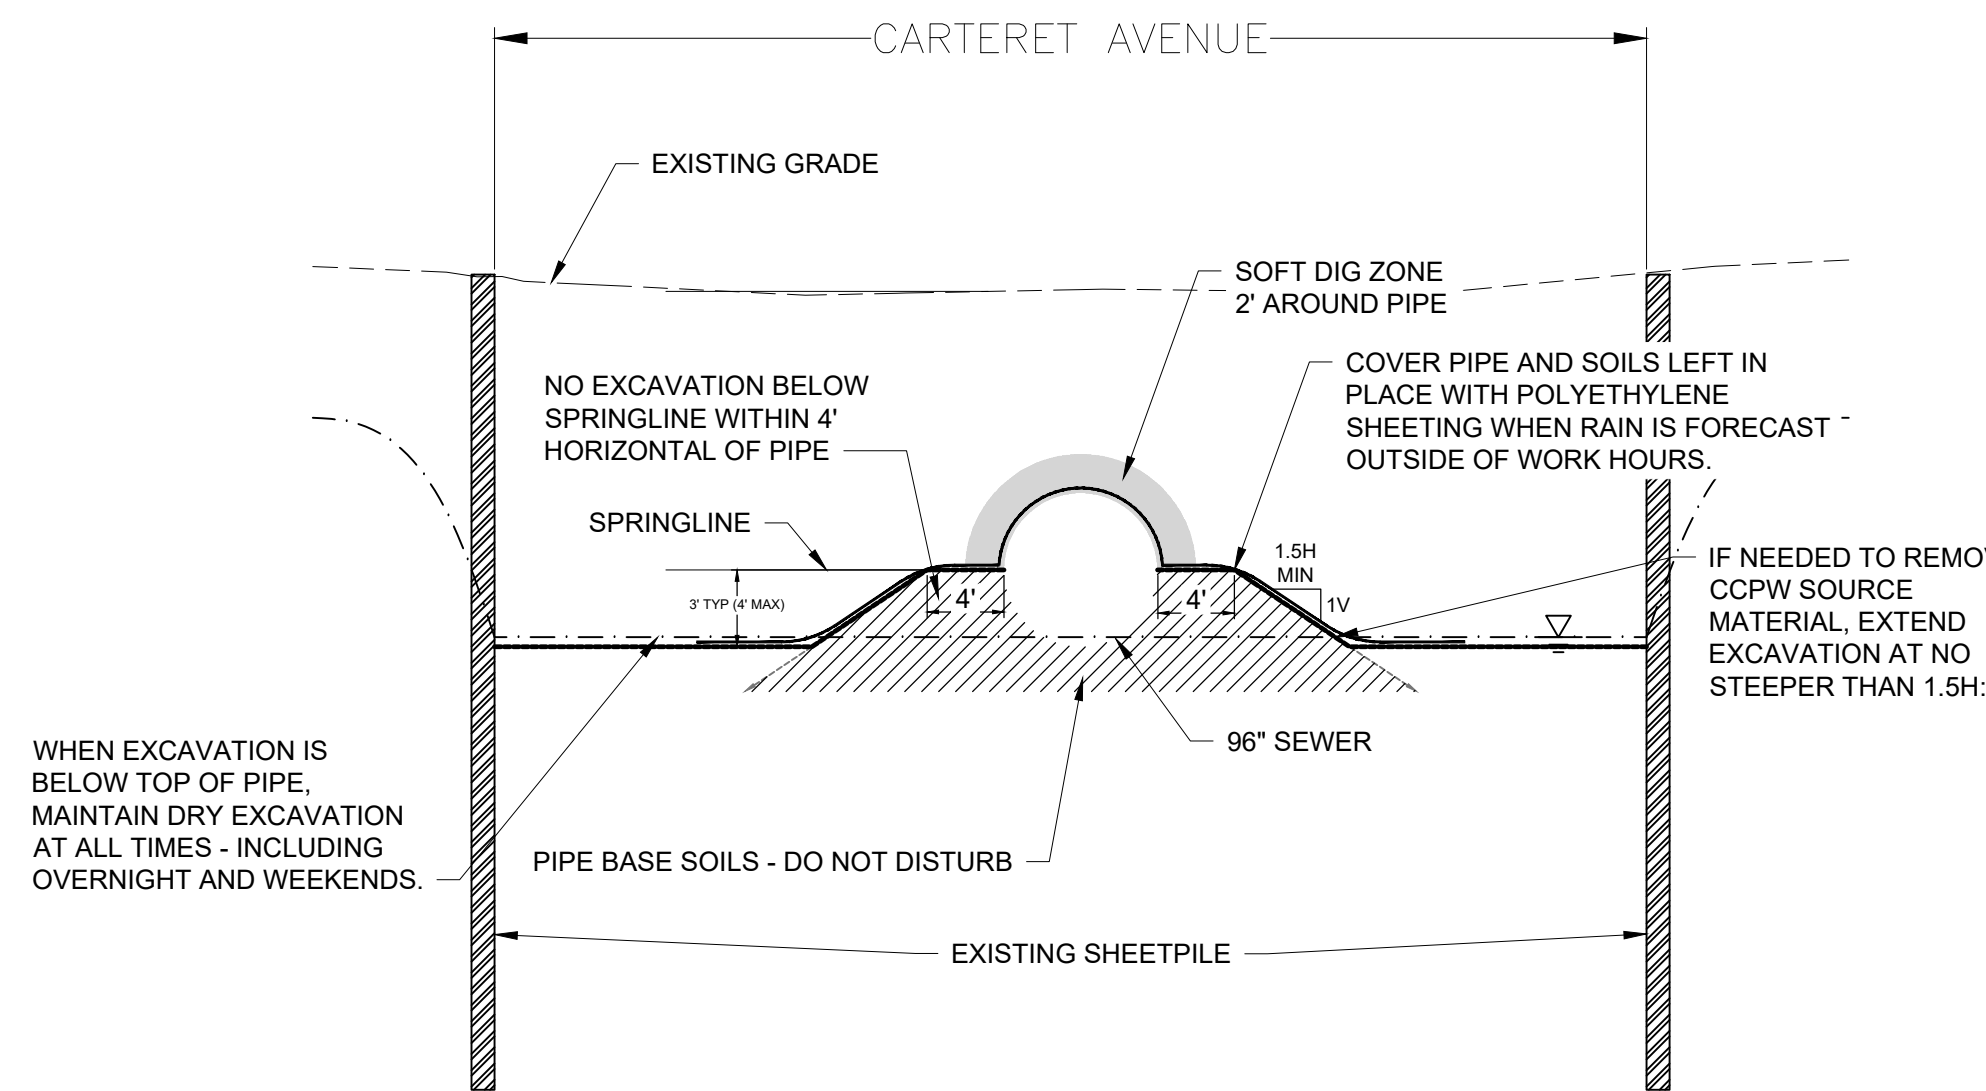 CARTERET AVENUE
EXISTING GRADE
SOFT DIG ZONE
2' AROUND PIPE
COVER PIPE AND SOILS LEFT IN
PLACE WITH POLYETHYLENE
SHEETING WHEN RAIN IS FORECAST
OUTSIDE OF WORK HOURS.
NO EXCAVATION BELOW
SPRINGLINE WITHIN 4'
HORIZONTAL OF PIPE
SPRINGLINE
3' TYP (4' MAX)
4'
4'
1.5H
MIN
1V
IF NEEDED TO REMOV
CCPW SOURCE
MATERIAL, EXTEND
EXCAVATION AT NO
STEEPER THAN 1.5H:
96" SEWER
WHEN EXCAVATION IS
BELOW TOP OF PIPE,
MAINTAIN DRY EXCAVATION
AT ALL TIMES - INCLUDING
OVERNIGHT AND WEEKENDS.
PIPE BASE SOILS - DO NOT DISTURB
EXISTING SHEETPILE